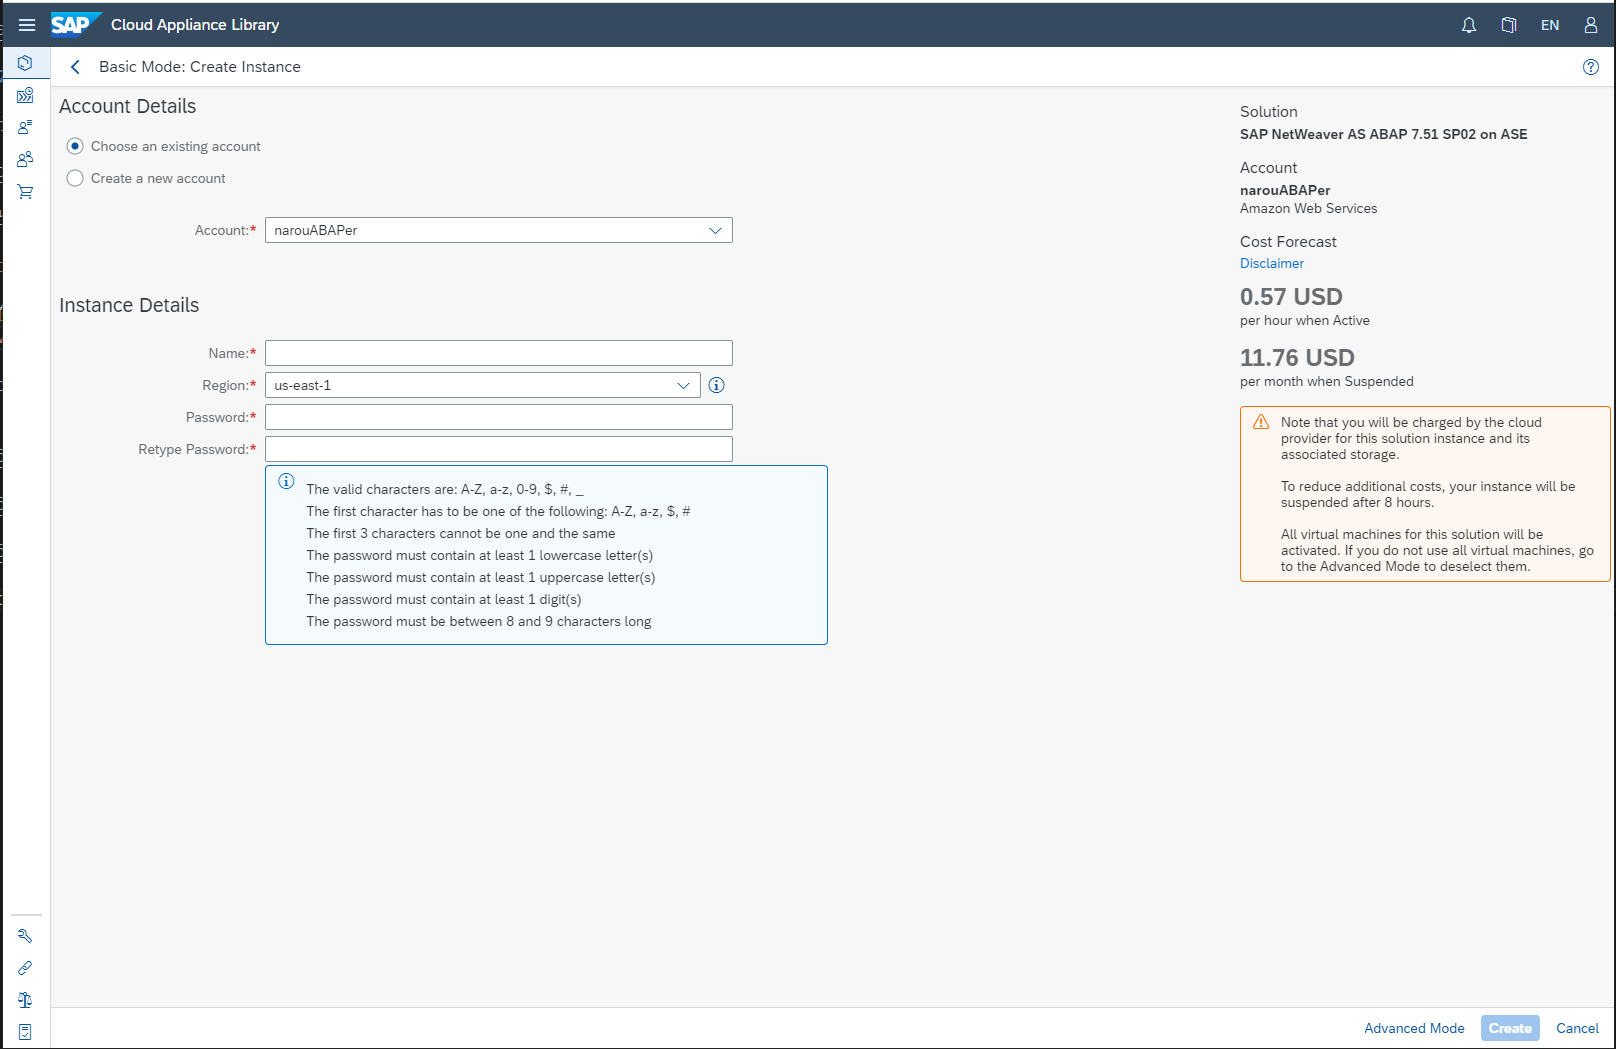 SAP Cloud Appliance Library
EN
Basic Mode: Create Instance
Account Details
Choose an existing account
Create a new account
Account:* narouABAPer
Instance Details
Name:*
Region:* us-east-1
Password:*
Retype Password:*
The valid characters are: A-Z, a-z, 0-9, $, #, _
The first character has to be one of the following: A-Z, a-z, $, #
The first 3 characters cannot be one and the same
The password must contain at least 1 lowercase letter(s)
The password must contain at least 1 uppercase letter(s)
The password must contain at least 1 digit(s)
The password must be between 8 and 9 characters long
Solution
SAP NetWeaver AS ABAP 7.51 SP02 on ASE
Account
narouABAPer
Amazon Web Services
Cost Forecast
Disclaimer
0.57 USD
per hour when Active
11.76 USD
per month when Suspended
Note that you will be charged by the cloud
provider for this solution instance and its
associated storage.
To reduce additional costs, your instance will be
suspended after 8 hours.
All virtual machines for this solution will be
activated. If you do not use all virtual machines, go
to the Advanced Mode to deselect them.
Advanced Mode
Create
Cancel